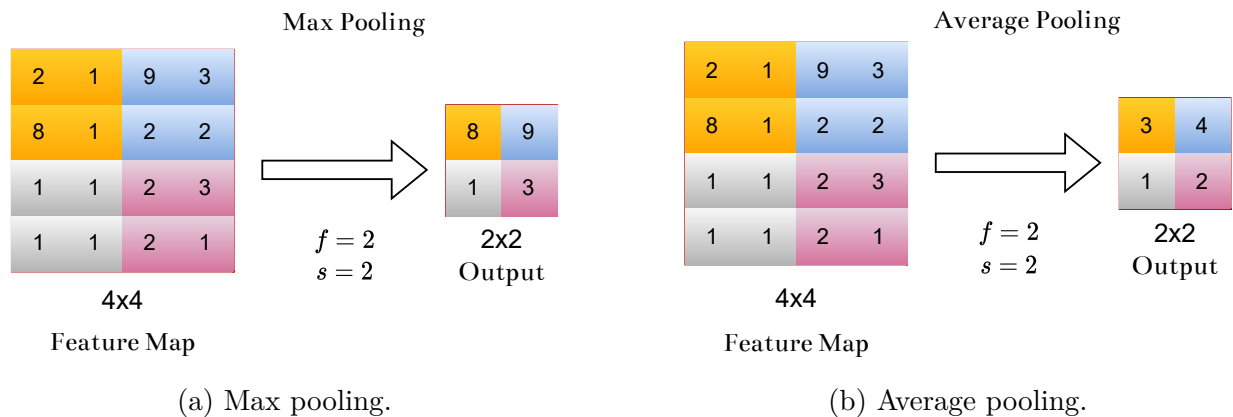 Max Pooling
2 1 9 3
8 1 2 2
1 1 2 3
1 1 2 1
4x4
Feature Map
f = 2
s = 2
8 9
1 3
2x2
Output
(a) Max pooling.
Average Pooling
2 1 9 3
8 1 2 2
1 1 2 3
1 1 2 1
4x4
Feature Map
f = 2
s = 2
3 4
1 2
2x2
Output
(b) Average pooling.